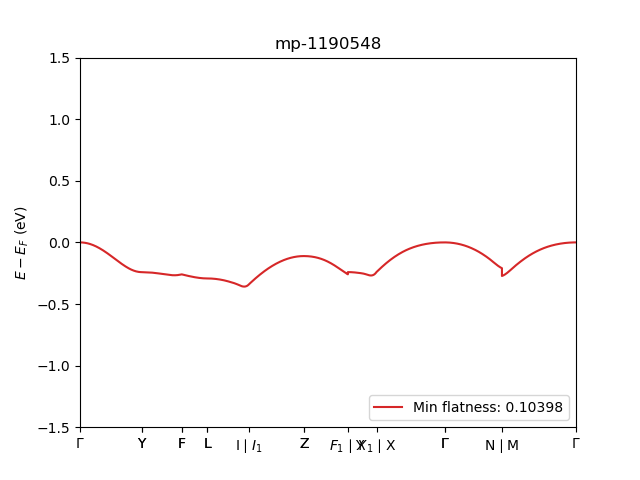 mp-1190548
1.5
1.0
0.5
0.0
−0.5
−1.0
−1.5
E − E_F (eV)
Min flatness: 0.10398
Γ Y F L I | I₁ Z F₁ | Y X₁ | X Γ N | M Γ